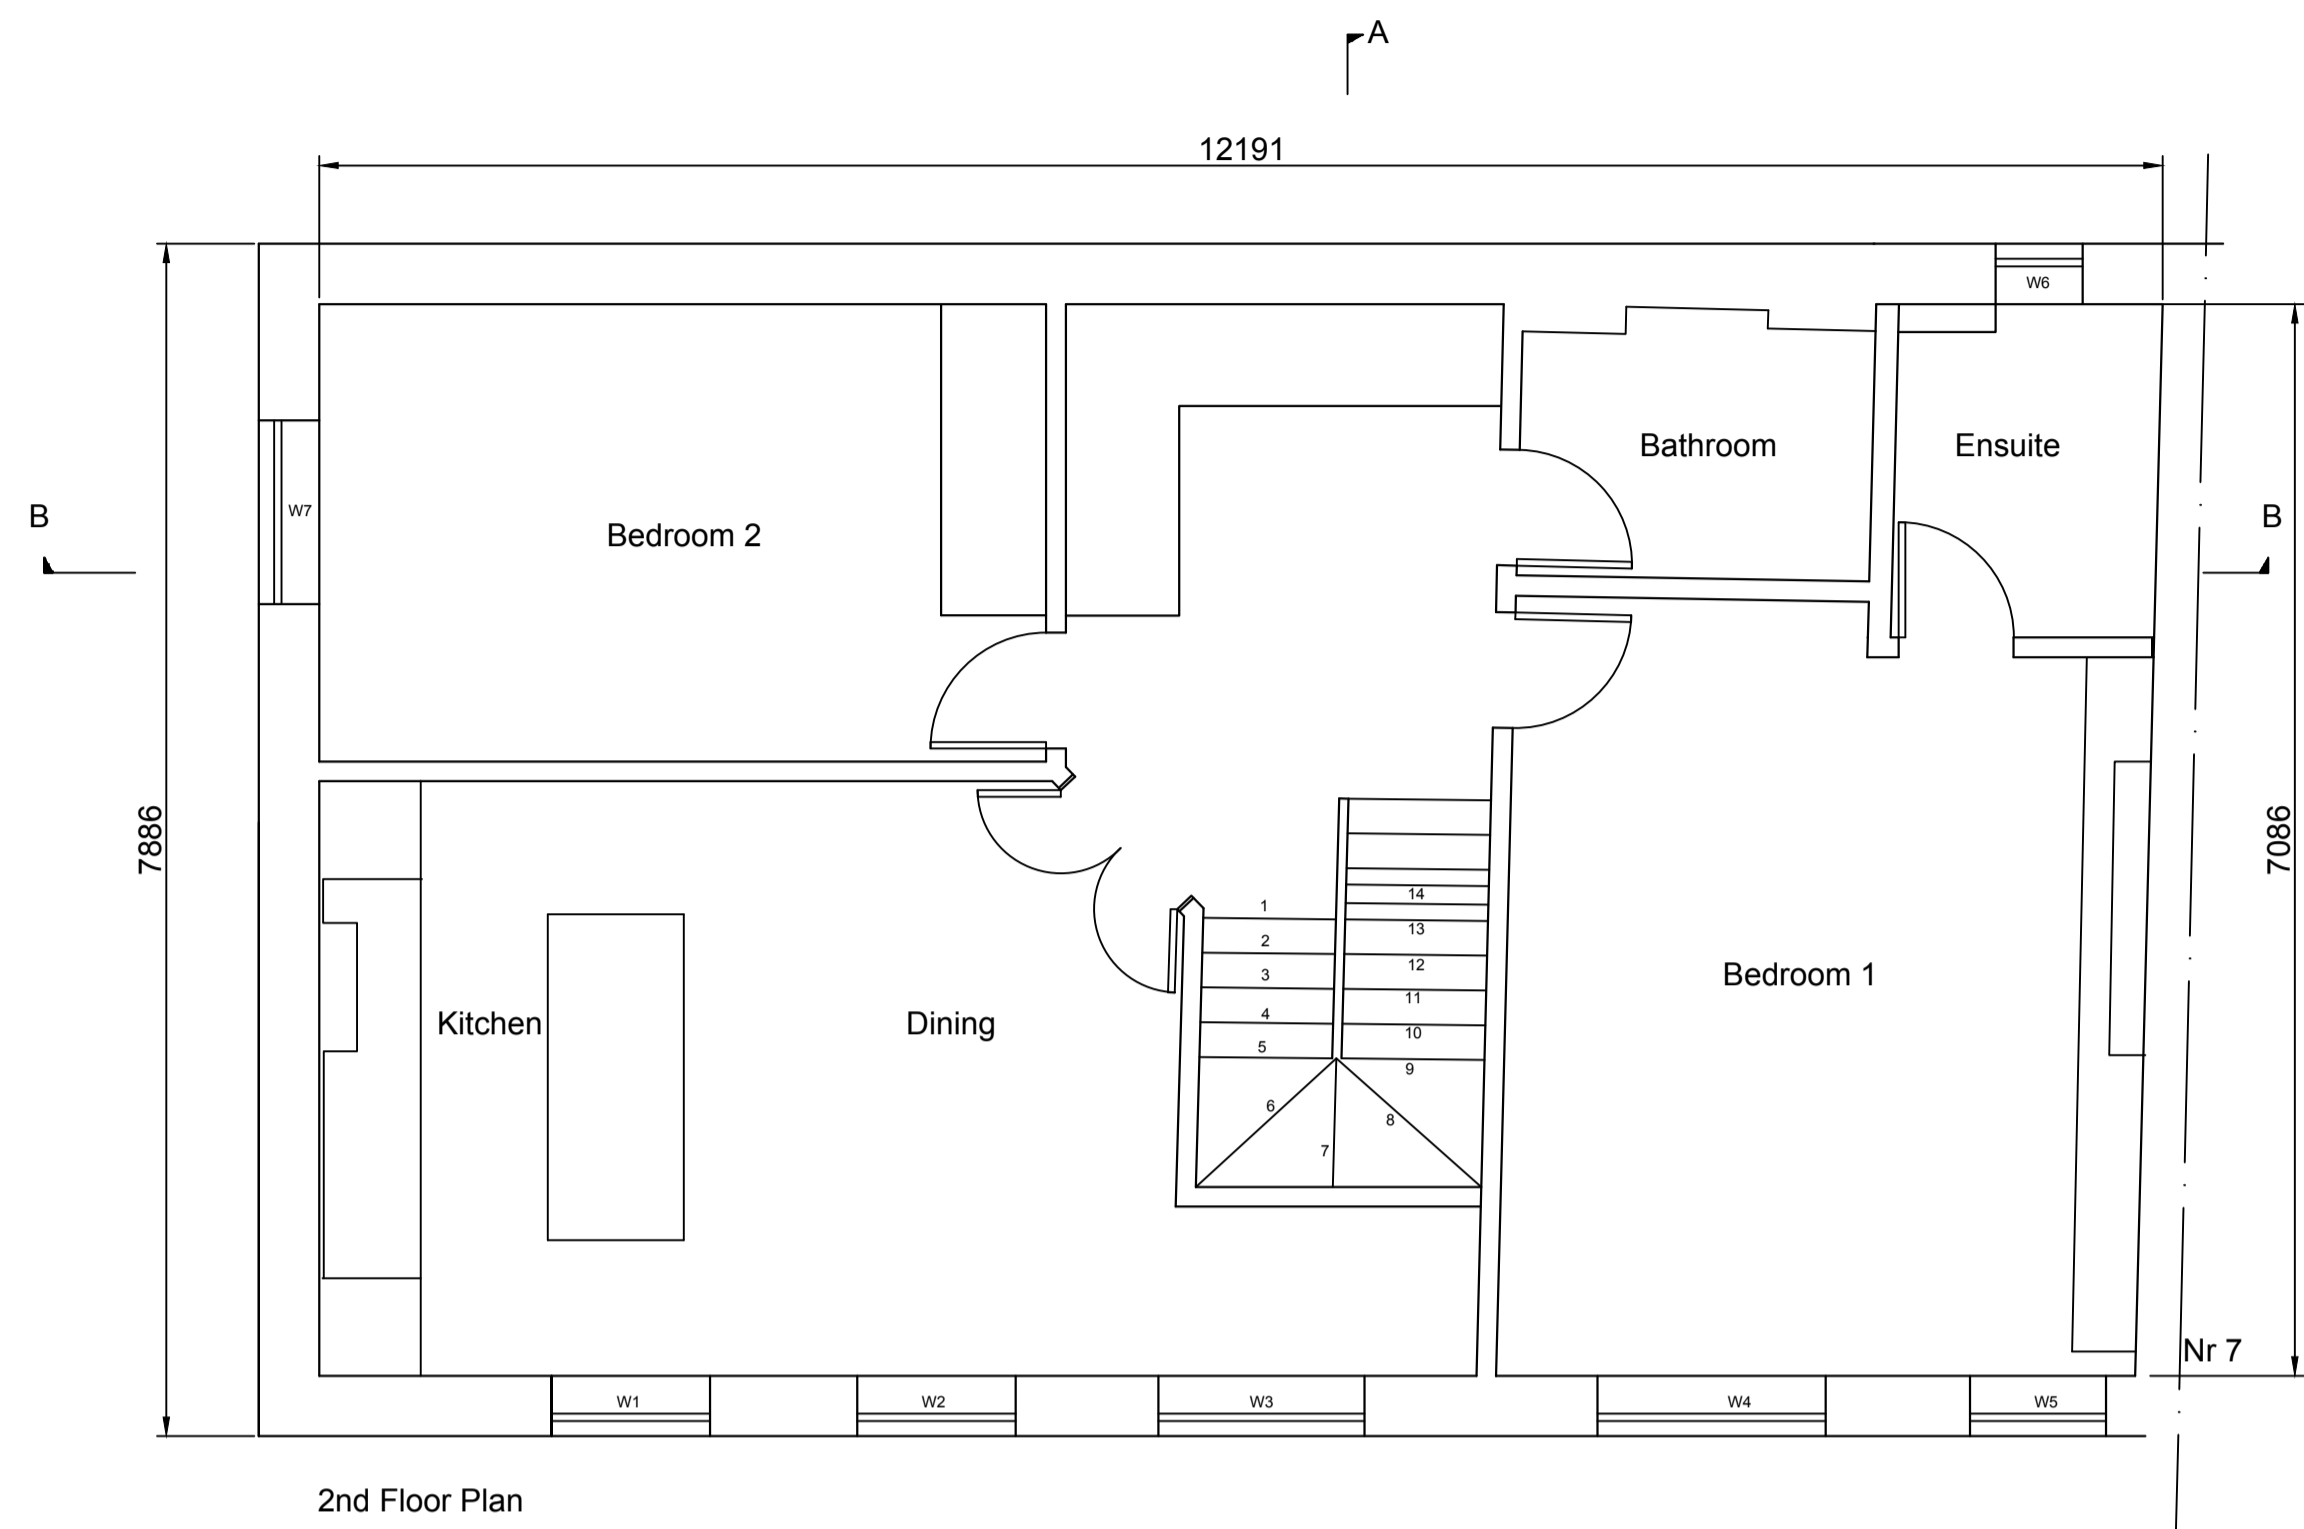 A
12191
W6
Bathroom
Ensuite
B
W7
B
Bedroom 2
7886
7086
14
1
13
2
12
3
11
4
10
5
9
6
8
7
Bedroom 1
Kitchen
Dining
Nr 7
W1
W2
W3
W4
W5
2nd Floor Plan